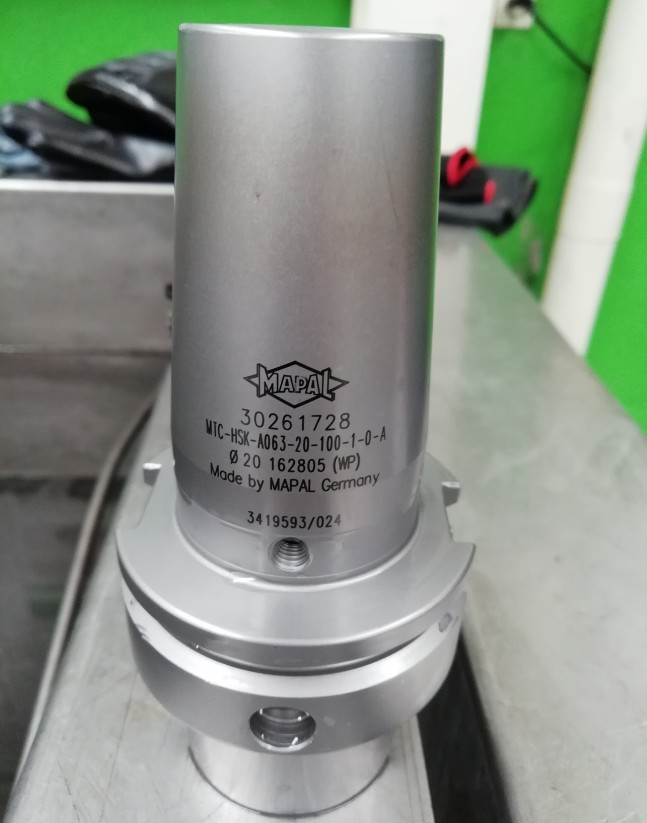 MAPAL
30261728
MTC-HSK-A063-20-100-1-0-A
Ø 20 162805 (WP)
Made by MAPAL Germany
3419593/024